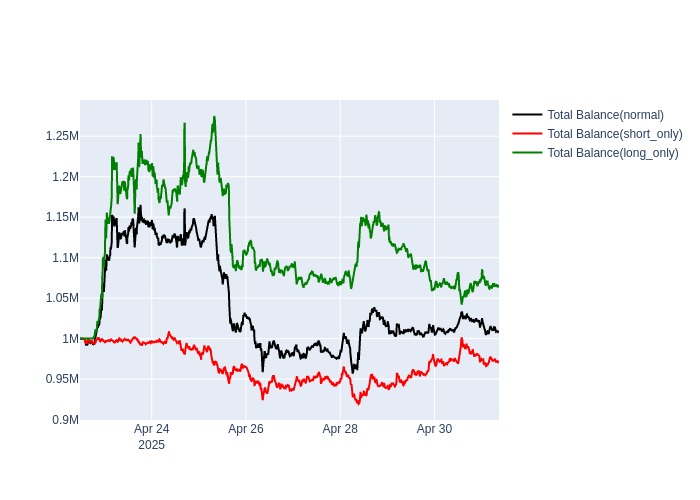 Total Balance(normal)
Total Balance(short_only)
Total Balance(long_only)
1.25M
1.2M
1.15M
1.1M
1.05M
1M
0.95M
0.9M
Apr 24
2025
Apr 26
Apr 28
Apr 30